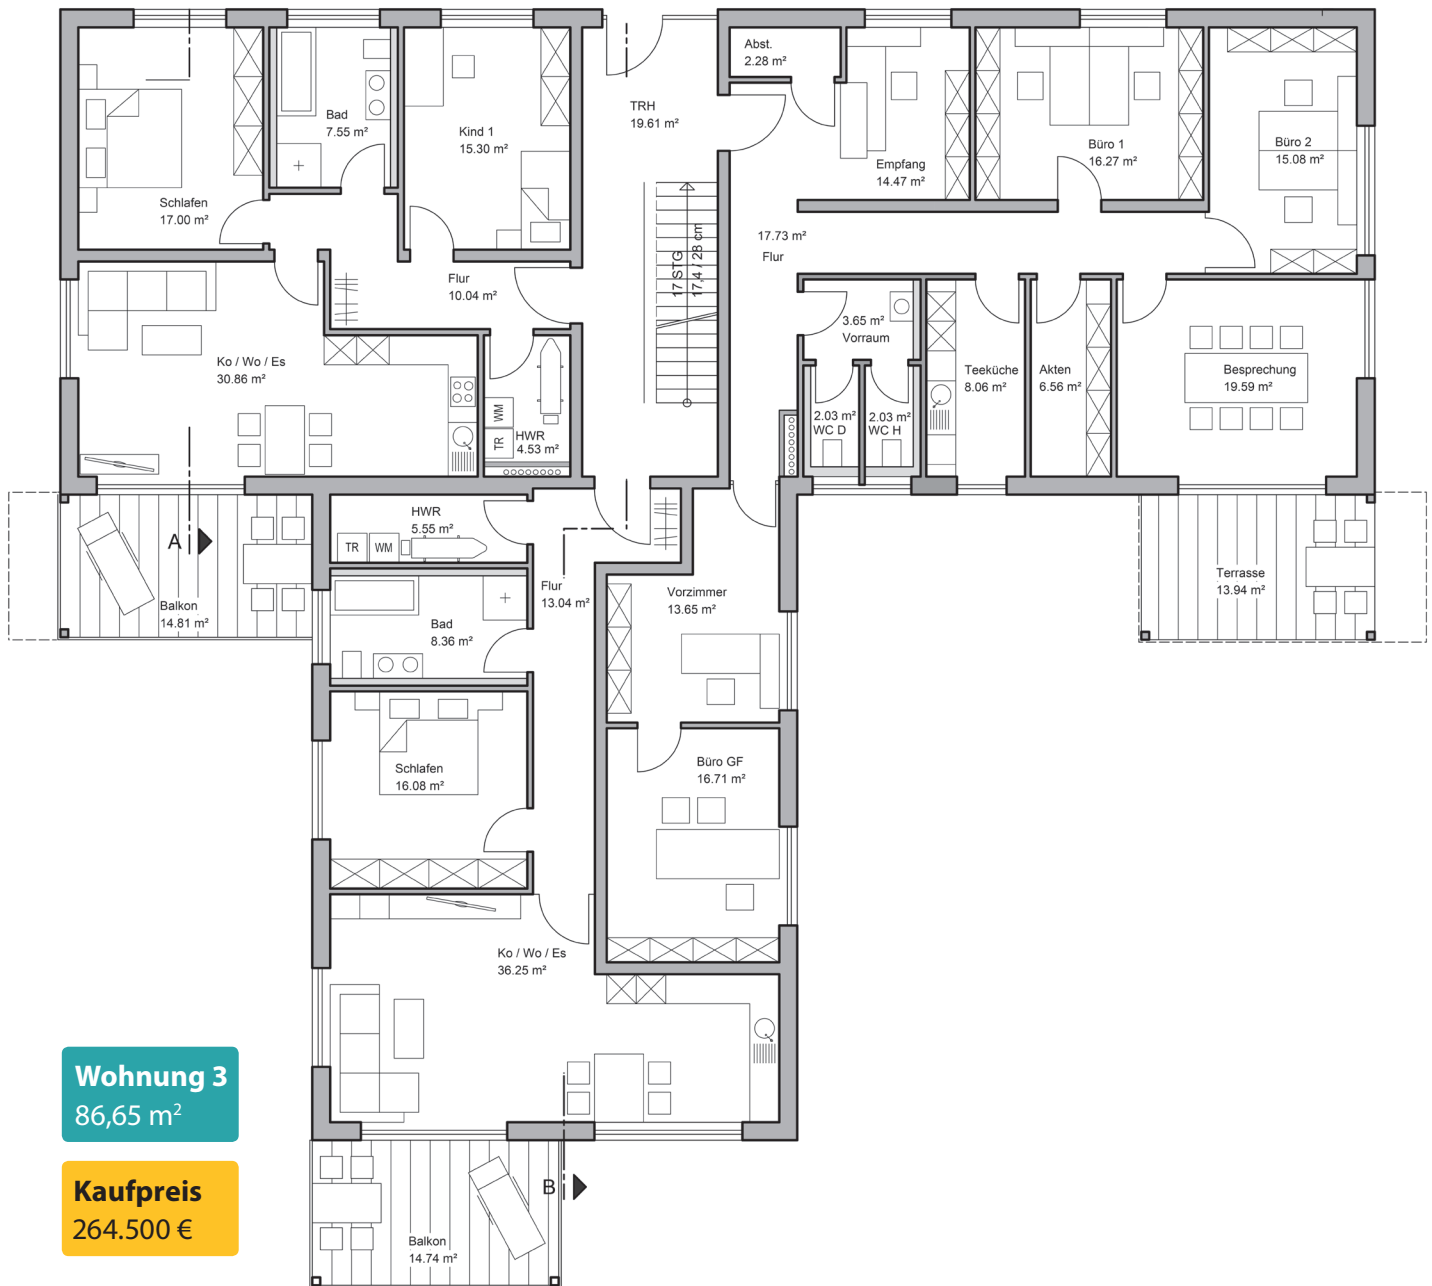 Abst.
2.28 m²
TRH
19.61 m²
Bad
7.55 m²
Kind 1
15.30 m²
Empfang
14.47 m²
Büro 1
16.27 m²
Büro 2
15.08 m²
Schlafen
17.00 m²
17 STG
17,4 / 28 cm
17.73 m²
Flur
Flur
10.04 m²
3.65 m²
Vorraum
Ko / Wo / Es
30.86 m²
Teeküche
8.06 m²
Akten
6.56 m²
Besprechung
19.59 m²
WM
TR
HWR
4.53 m²
2.03 m²
WC D
2.03 m²
WC H
HWR
5.55 m²
TR
WM
A
Balkon
14.81 m²
Flur
13.04 m²
Vorzimmer
13.65 m²
Terrasse
13.94 m²
Bad
8.36 m²
Schlafen
16.08 m²
Büro GF
16.71 m²
Ko / Wo / Es
36.25 m²
Wohnung 3
86,65 m²
Kaufpreis
264.500 €
B
Balkon
14.74 m²